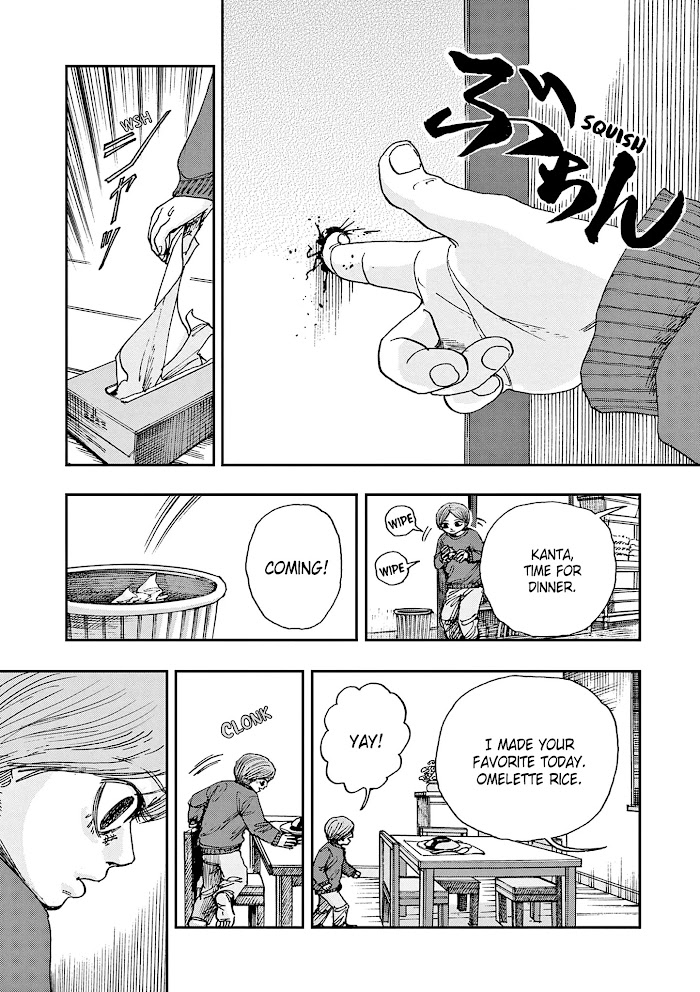 ぷちゅん
SQUISH
WSH
シャッ
KANTA,
TIME FOR
DINNER.
WIPE
WIPE
COMING!
I MADE YOUR
FAVORITE TODAY.
OMELETTE RICE.
YAY!
CLONK